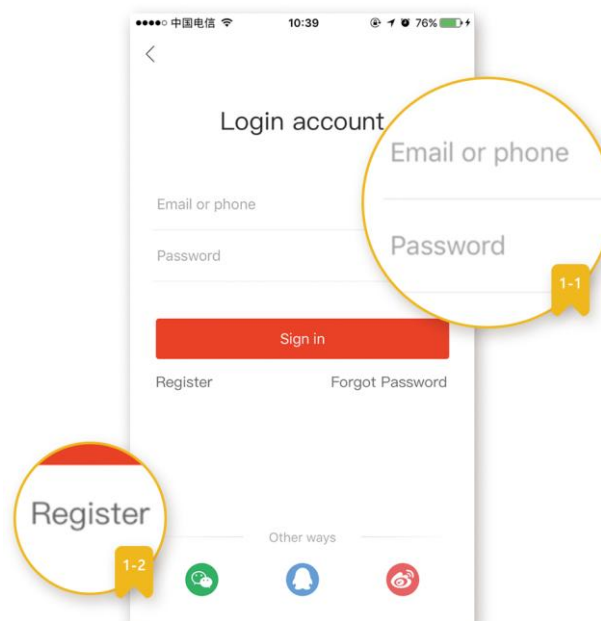 中国电信 10:39 76%
Login account
Email or phone
Email or phone
Password
Password
1-1
Sign in
Register Forgot Password
Register
Other ways
1-2